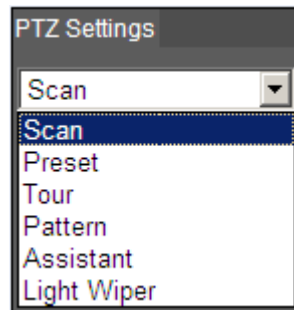 PTZ Settings
Scan
Scan
Preset
Tour
Pattern
Assistant
Light Wiper